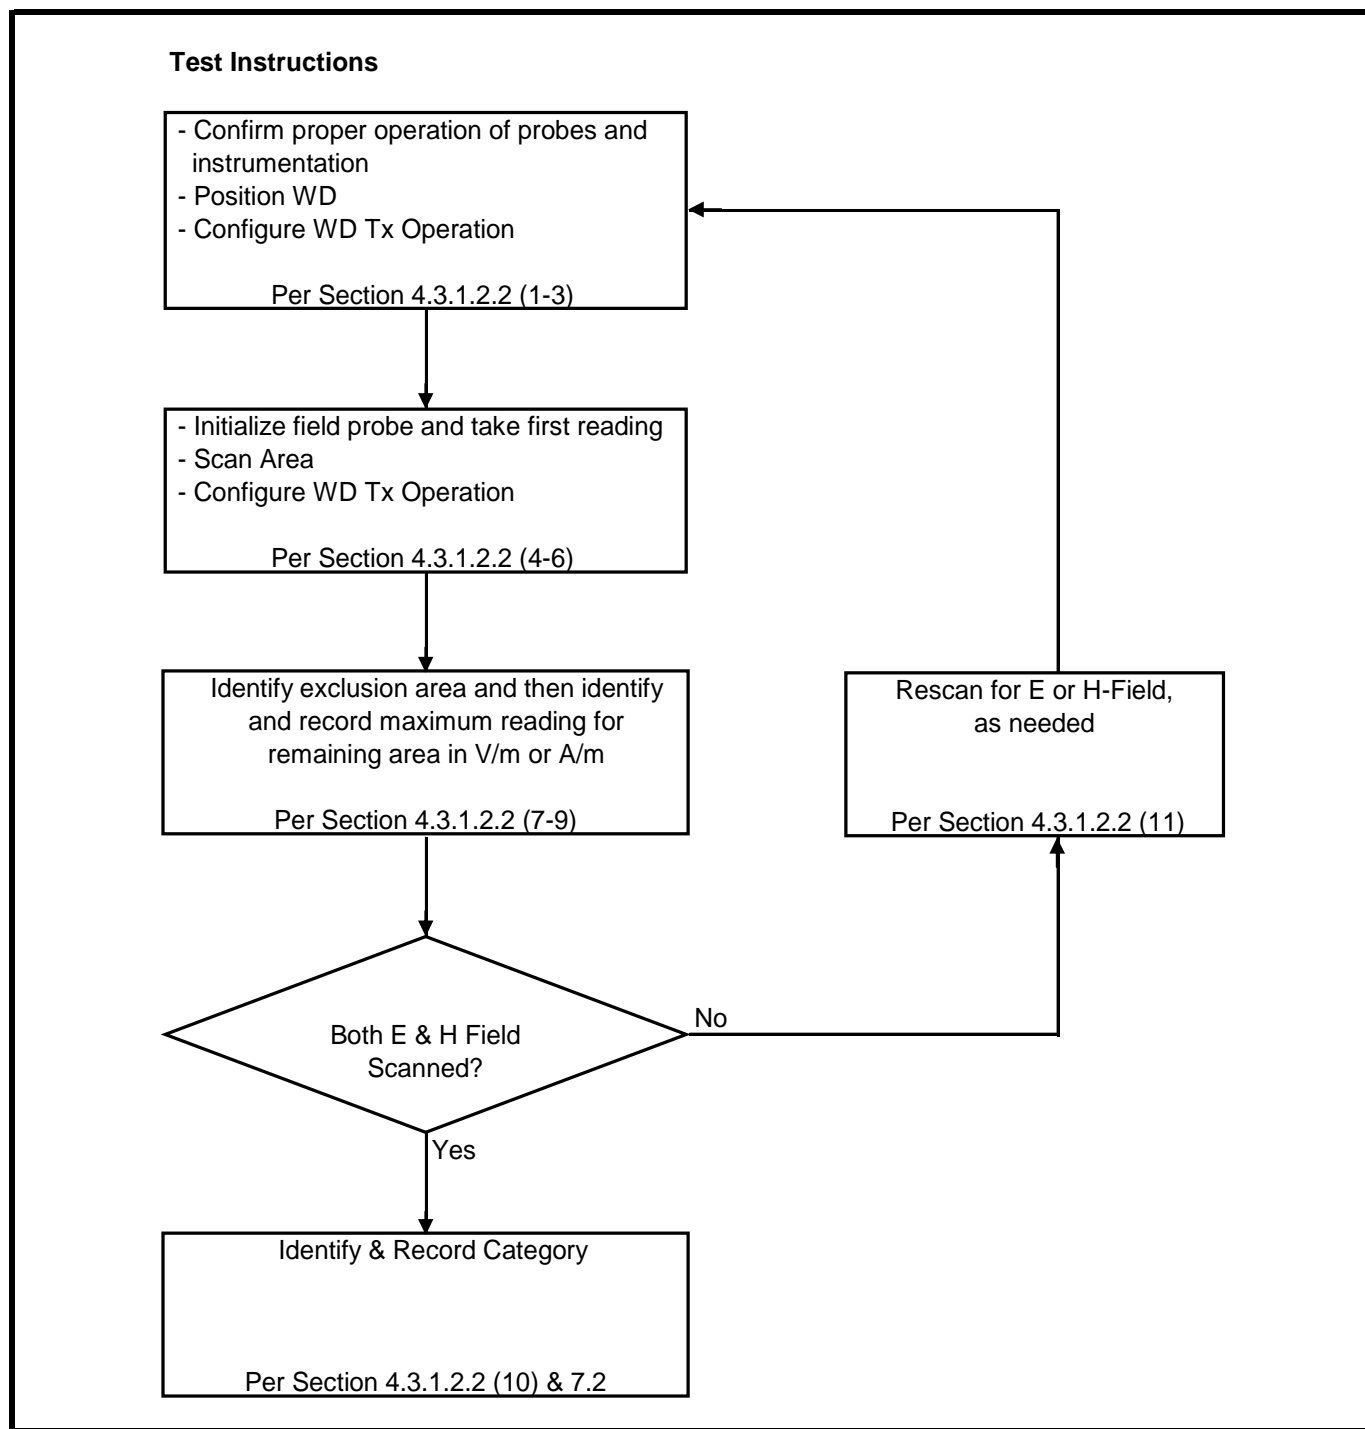 Test Instructions
- Confirm proper operation of probes and
instrumentation
- Position WD
- Configure WD Tx Operation
Per Section 4.3.1.2.2 (1-3)
- Initialize field probe and take first reading
- Scan Area
- Configure WD Tx Operation
Per Section 4.3.1.2.2 (4-6)
Identify exclusion area and then identify
and record maximum reading for
remaining area in V/m or A/m
Per Section 4.3.1.2.2 (7-9)
Rescan for E or H-Field,
as needed
Per Section 4.3.1.2.2 (11)
Both E & H Field
Scanned?
No
Yes
Identify & Record Category
Per Section 4.3.1.2.2 (10) & 7.2